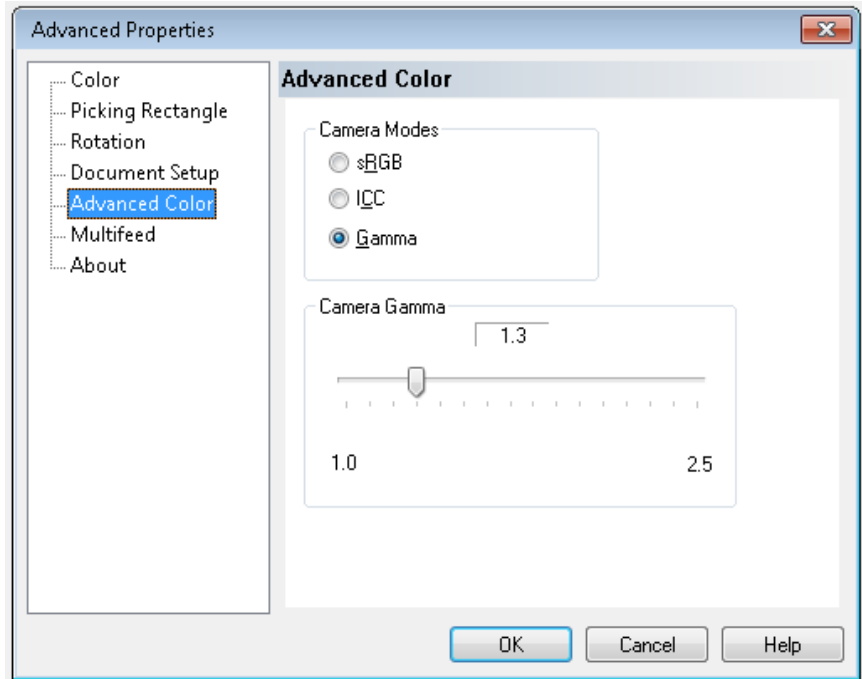 Advanced Properties
Color
Picking Rectangle
Rotation
Document Setup
Advanced Color
Multifeed
About
Advanced Color
Camera Modes
sRGB
ICC
Gamma
Camera Gamma
1.3
1.0 2.5
OK Cancel Help